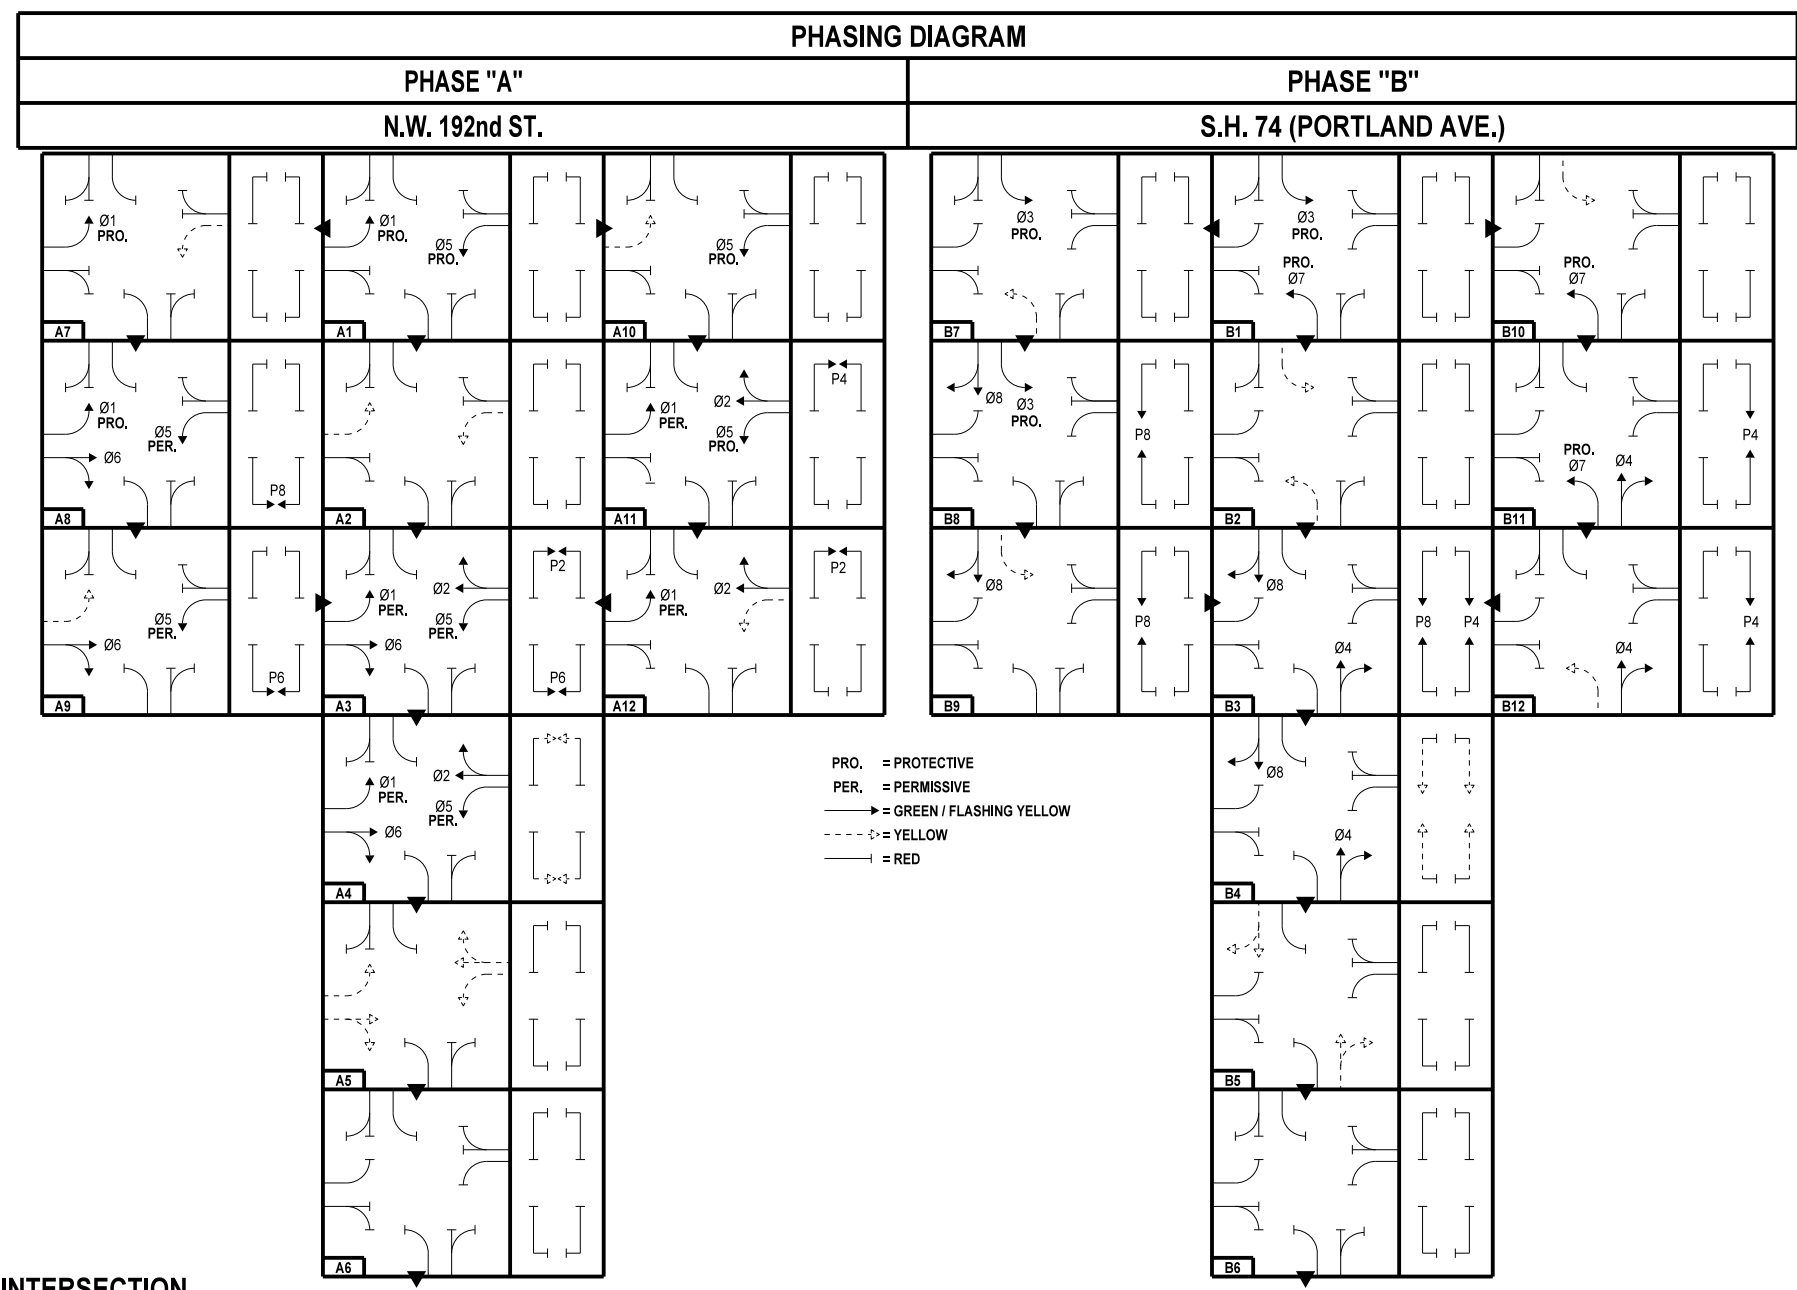 PHASING DIAGRAM
PHASE "A"
PHASE "B"
N.W. 192nd ST.
S.H. 74 (PORTLAND AVE.)
Ø1
PRO.
A7
Ø1
PRO.
Ø5
PRO.
A1
Ø5
PRO.
A10
Ø3
PRO.
B7
Ø3
PRO.
PRO.
Ø7
B1
PRO.
Ø7
B10
Ø1
PRO.
Ø5
PER.
Ø6
P8
A8
A2
Ø1
PER.
Ø2
Ø5
PRO.
P4
A11
Ø8
Ø3
PRO.
P8
B8
B2
PRO.
Ø7
Ø4
P4
B11
Ø5
PER.
Ø6
P6
A9
Ø1
PER.
Ø2
Ø5
PER.
Ø6
P2
P6
A3
Ø1
PER.
Ø2
P2
A12
Ø8
P8
B9
Ø8
Ø4
P8
P4
B3
Ø4
P4
B12
Ø1
PER.
Ø2
Ø5
PER.
Ø6
A4
PRO. = PROTECTIVE
PER. = PERMISSIVE
= GREEN / FLASHING YELLOW
= YELLOW
= RED
Ø8
Ø4
B4
A5
B5
A6
B6
INTERSECTION